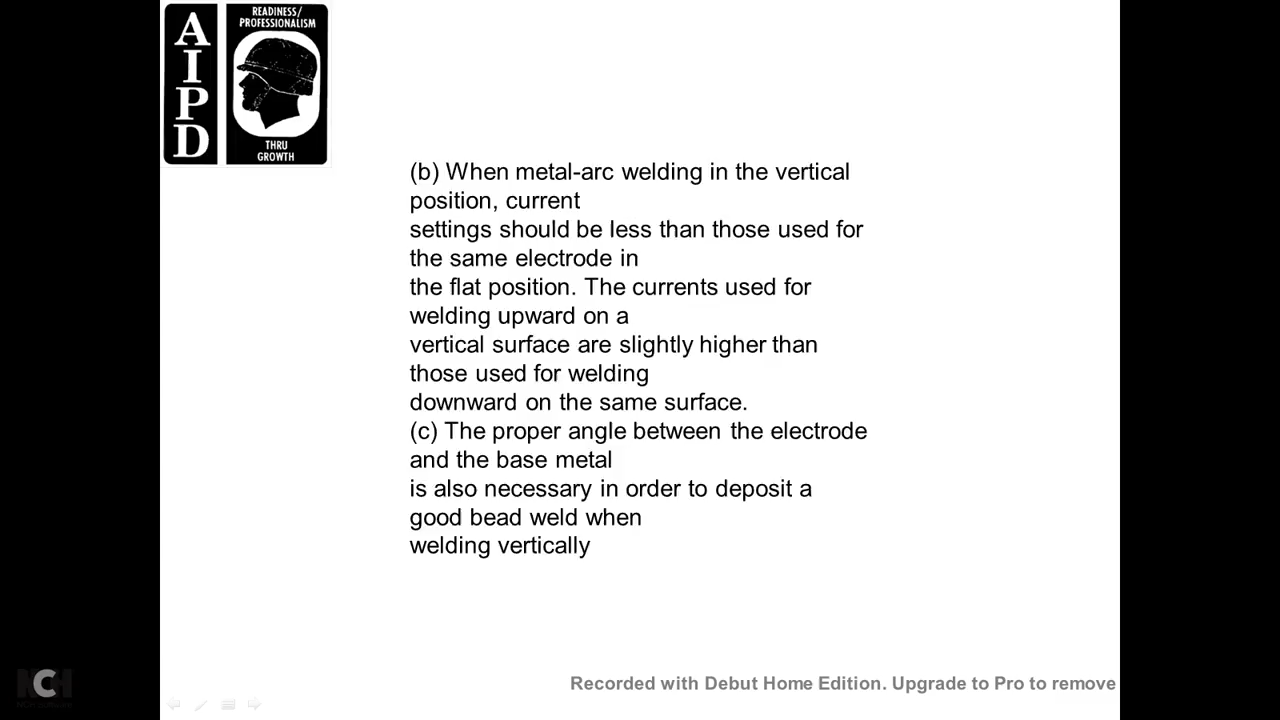 A
I
P
D
READINESS/
PROFESSIONALISM
THRU
GROWTH
(b) When metal-arc welding in the vertical
position, current
settings should be less than those used for
the same electrode in
the flat position. The currents used for
welding upward on a
vertical surface are slightly higher than
those used for welding
downward on the same surface.
(c) The proper angle between the electrode
and the base metal
is also necessary in order to deposit a
good bead weld when
welding vertically
NCH
Recorded with Debut Home Edition. Upgrade to Pro to remove